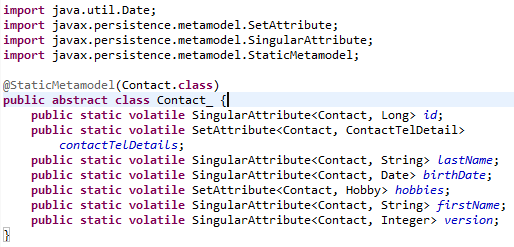 import java.util.Date;
import javax.persistence.metamodel.SetAttribute;
import javax.persistence.metamodel.SingularAttribute;
import javax.persistence.metamodel.StaticMetamodel;

@StaticMetamodel(Contact.class)
public abstract class Contact_ {
    public static volatile SingularAttribute<Contact, Long> id;
    public static volatile SetAttribute<Contact, ContactTelDetail>
        contactTelDetails;
    public static volatile SingularAttribute<Contact, String> lastName;
    public static volatile SingularAttribute<Contact, Date> birthDate;
    public static volatile SetAttribute<Contact, Hobby> hobbies;
    public static volatile SingularAttribute<Contact, String> firstName;
    public static volatile SingularAttribute<Contact, Integer> version;
}